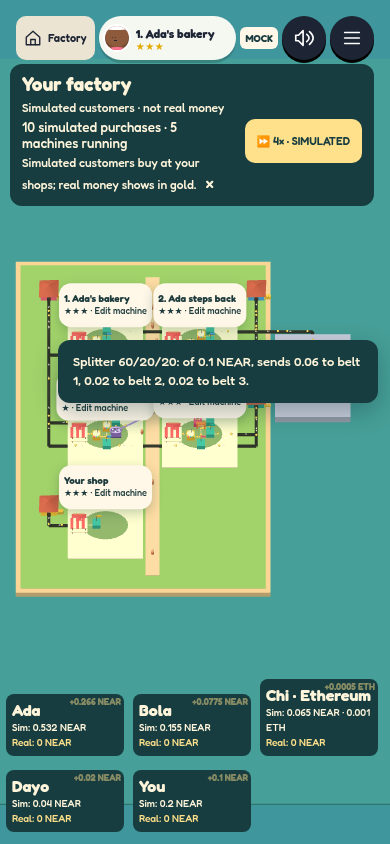 Factory
1. Ada's bakery
★★★
MOCK
Your factory
Simulated customers · not real money
10 simulated purchases · 5
machines running
Simulated customers buy at your
shops; real money shows in gold. ×
⏩ 4x · SIMULATED
1. Ada's bakery
★★★ · Edit machine
2. Ada steps back
★★★ · Edit machine
Splitter 60/20/20: of 0.1 NEAR, sends 0.06 to belt
1, 0.02 to belt 2, 0.02 to belt 3.
★ · Edit machine
★★★ · Edit machine
Your shop
★★★ · Edit machine
+0.266 NEAR
Ada
Sim: 0.532 NEAR
Real: 0 NEAR
+0.0775 NEAR
Bola
Sim: 0.155 NEAR
Real: 0 NEAR
+0.0005 ETH
Chi · Ethereum
Sim: 0.065 NEAR · 0.001
ETH
Real: 0 NEAR
+0.02 NEAR
Dayo
Sim: 0.04 NEAR
Real: 0 NEAR
+0.1 NEAR
You
Sim: 0.2 NEAR
Real: 0 NEAR